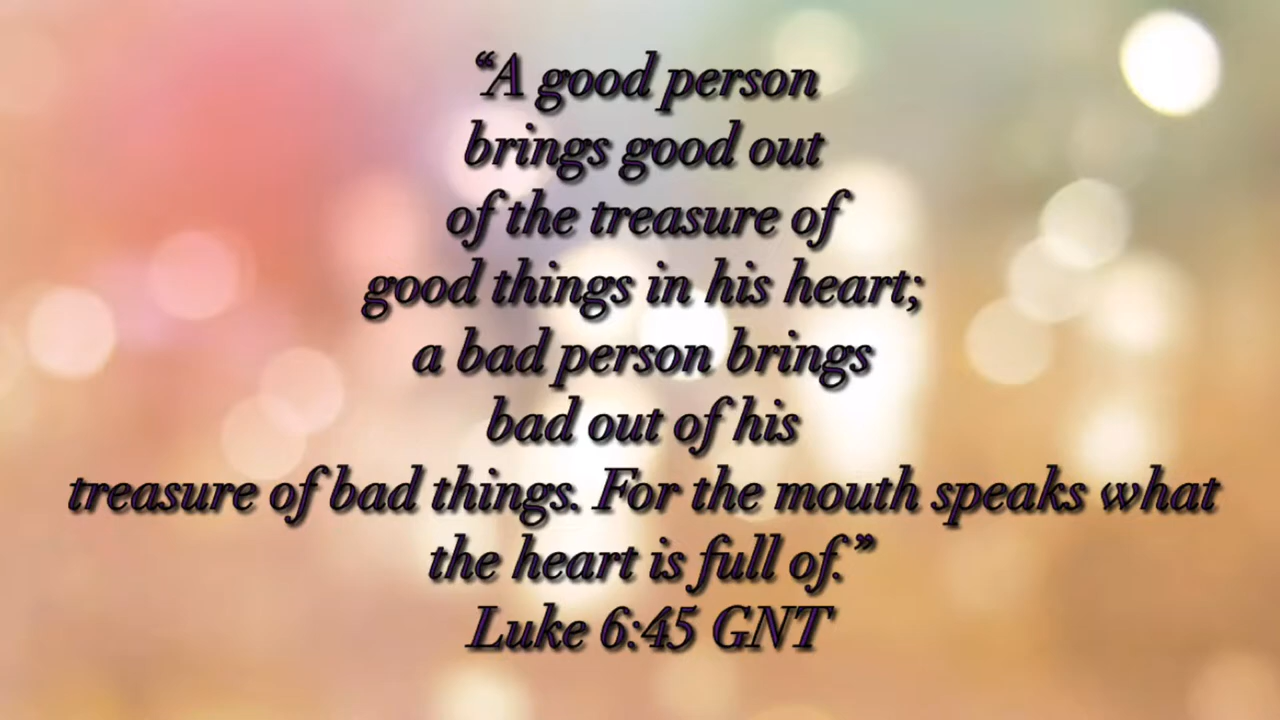 “A good person
brings good out
of the treasure of
good things in his heart;
a bad person brings
bad out of his
treasure of bad things. For the mouth speaks what
the heart is full of.”
Luke 6:45 GNT